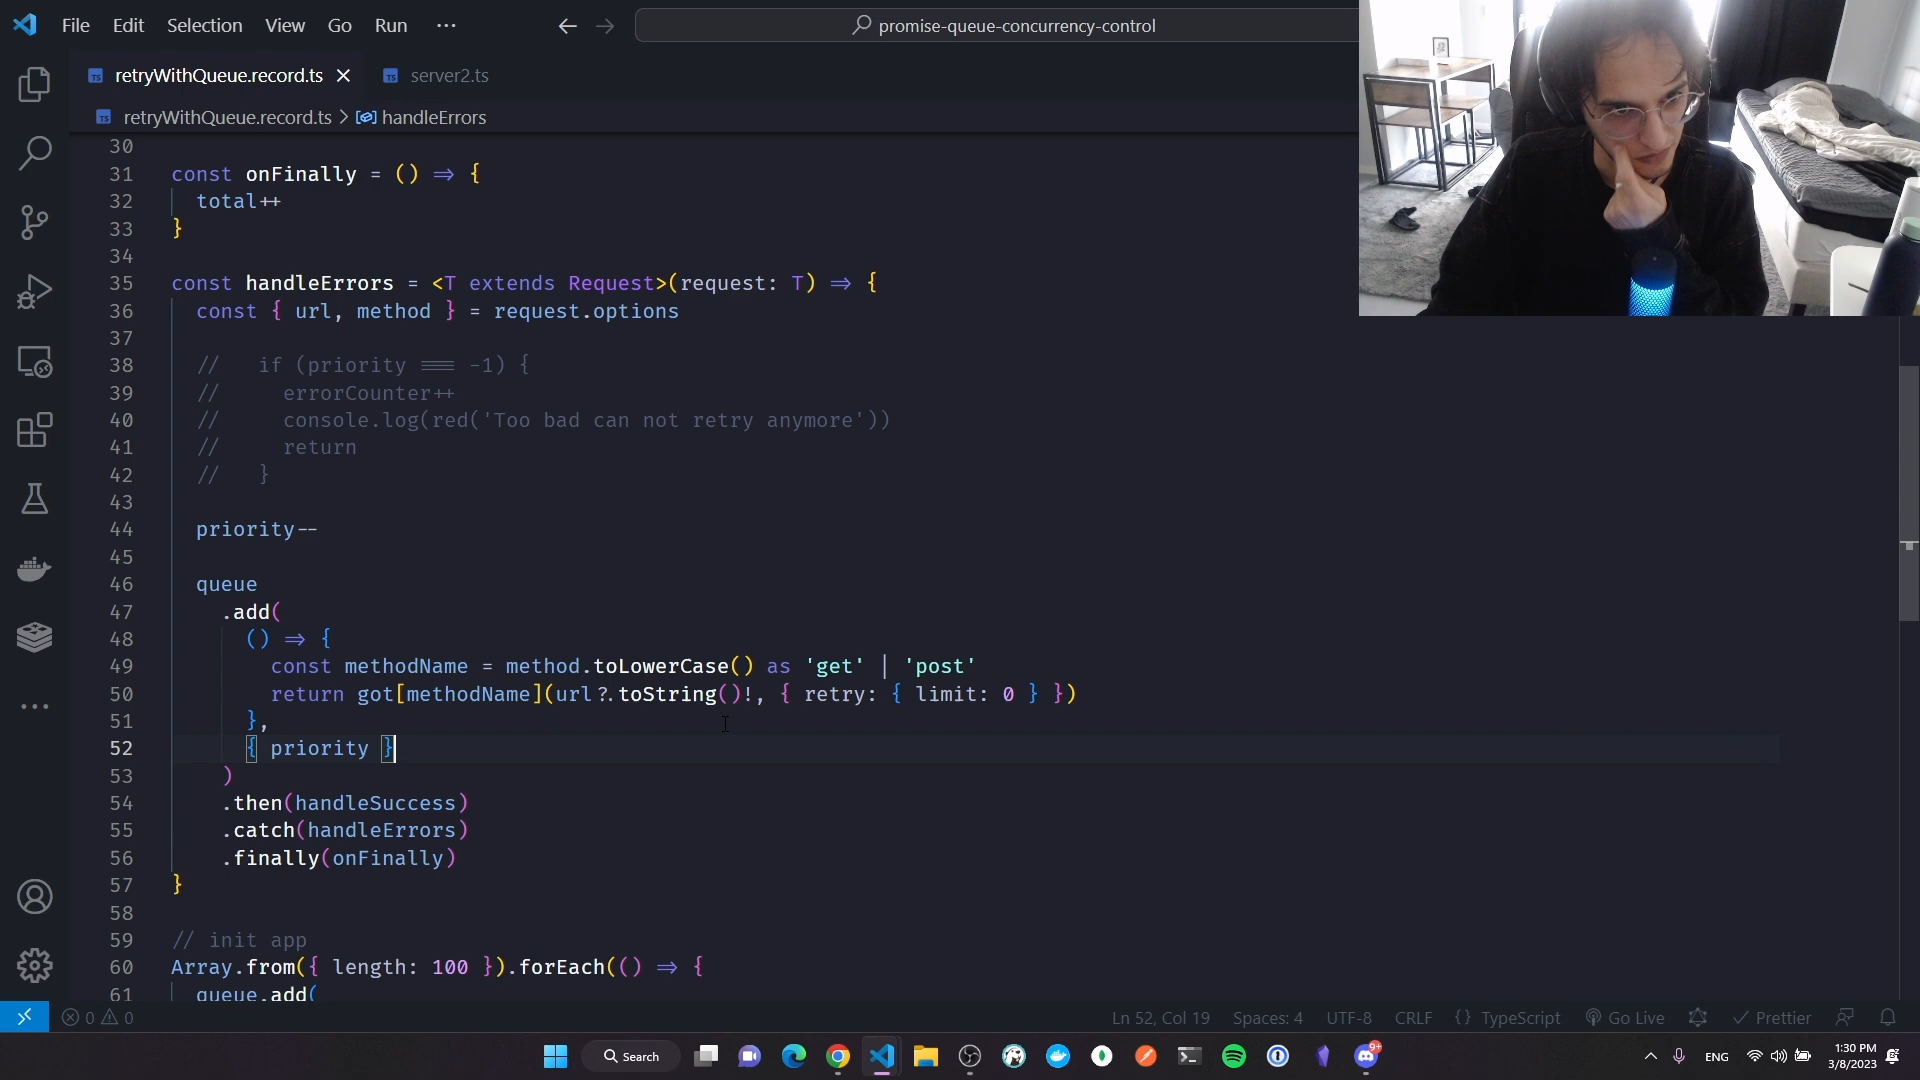 File Edit Selection View Go Run ···
promise-queue-concurrency-control
TS retryWithQueue.record.ts TS server2.ts
TS retryWithQueue.record.ts > handleErrors
30
31 const onFinally = () => {
32 total++
33 }
34
35 const handleErrors = <T extends Request>(request: T) => {
36 const { url, method } = request.options
37
38 // if (priority === -1) {
39 // errorCounter++
40 // console.log(red('Too bad can not retry anymore'))
41 // return
42 // }
43
44 priority--
45
46 queue
47 .add(
48 () => {
49 const methodName = method.toLowerCase() as 'get' | 'post'
50 return got[methodName](url?.toString()!, { retry: { limit: 0 } })
51 },
52 { priority }
53 )
54 .then(handleSuccess)
55 .catch(handleErrors)
56 .finally(onFinally)
57 }
58
59 // init app
60 Array.from({ length: 100 }).forEach(() => {
61 queue.add(
0 0 Ln 52, Col 19 Spaces: 4 UTF-8 CRLF {} TypeScript Go Live Prettier
Search 9+ ENG 1:30 PM
3/8/2023